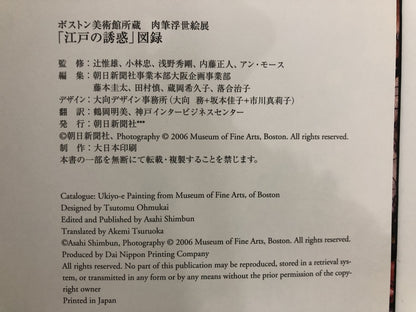 ボストン美術館所蔵　肉筆浮世絵展
「江戸の誘惑」図録
監　修：辻惟雄、小林忠、浅野秀剛、内藤正人、アン・モース
編　集：朝日新聞社事業本部大阪企画事業部
藤本圭太、田村慎、蔵岡希久子、落合治子
デザイン：大向デザイン事務所（大向　務＋坂本佳子＋市川真莉子）
翻　訳：鶴岡明美、神戸インタービジネスセンター
発　行：朝日新聞社***
©朝日新聞社、Photography © 2006 Museum of Fine Arts, Boston. All rights reserved.
制　作：大日本印刷
本書の一部を無断にて転載・複製することを禁じます。
Catalogue: Ukiyo-e Painting from Museum of Fine Arts, of Boston
Designed by Tsutomu Ohmukai
Edited and Published by Asahi Shimbun
Translated by Akemi Tsuruoka
©Asahi Shimbun, Photography © 2006 Museum of Fine Arts, Boston. All rights reserved.
Produced by Dai Nippon Printing Company
All rights reserved. No part of this publication may be reproduced, stored in a retrieval system, or transmitted in any form or by any means without the prior permission of the copy-
right owner
Printed in Japan